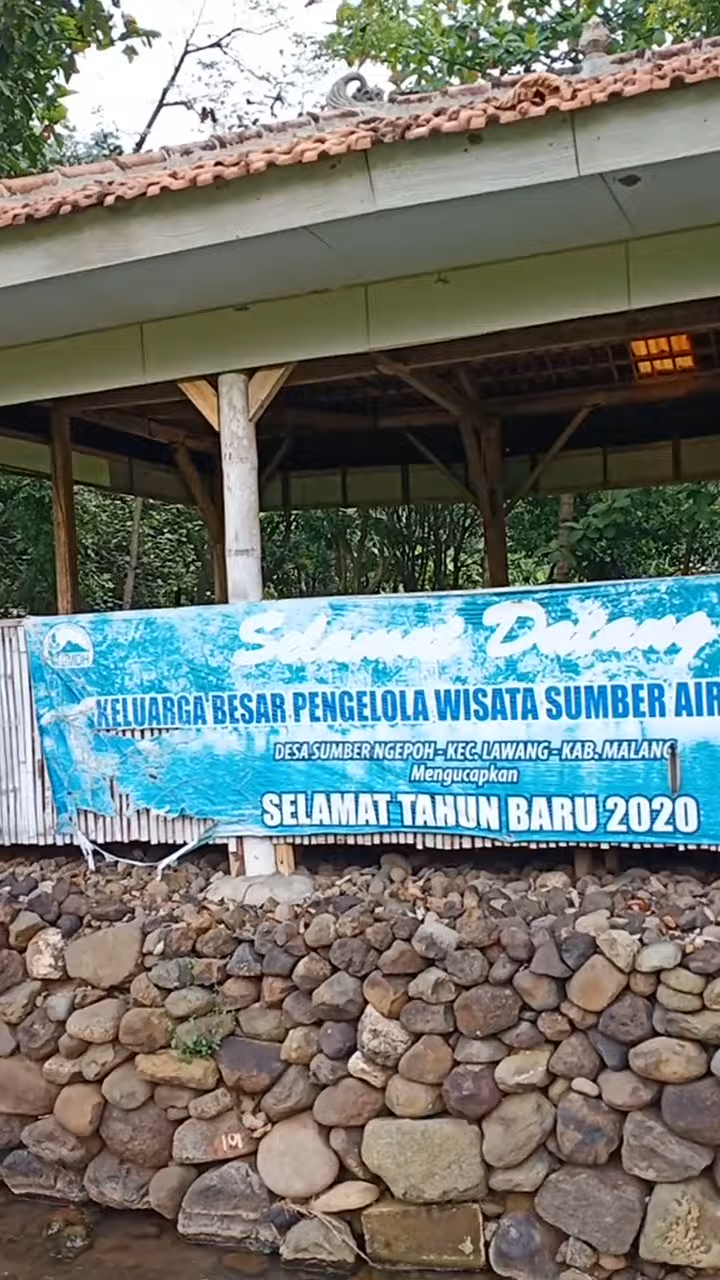 Selamat Datang
KELUARGA BESAR PENGELOLA WISATA SUMBER AIR
DESA SUMBER NGEPOH - KEC. LAWANG - KAB. MALANG
Mengucapkan
SELAMAT TAHUN BARU 2020
19